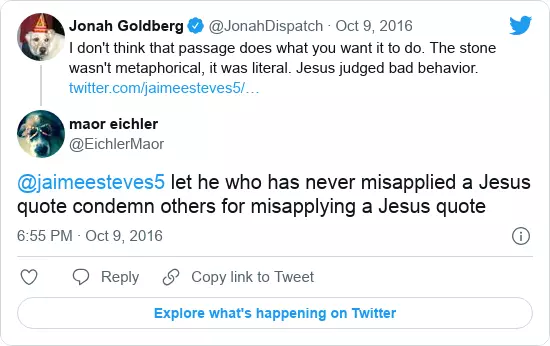 Jonah Goldberg @JonahDispatch · Oct 9, 2016
I don't think that passage does what you want it to do. The stone
wasn't metaphorical, it was literal. Jesus judged bad behavior.
twitter.com/jaimeesteves5/…
maor eichler
@EichlerMaor
@jaimeesteves5 let he who has never misapplied a Jesus
quote condemn others for misapplying a Jesus quote
6:55 PM · Oct 9, 2016
Reply
Copy link to Tweet
Explore what's happening on Twitter